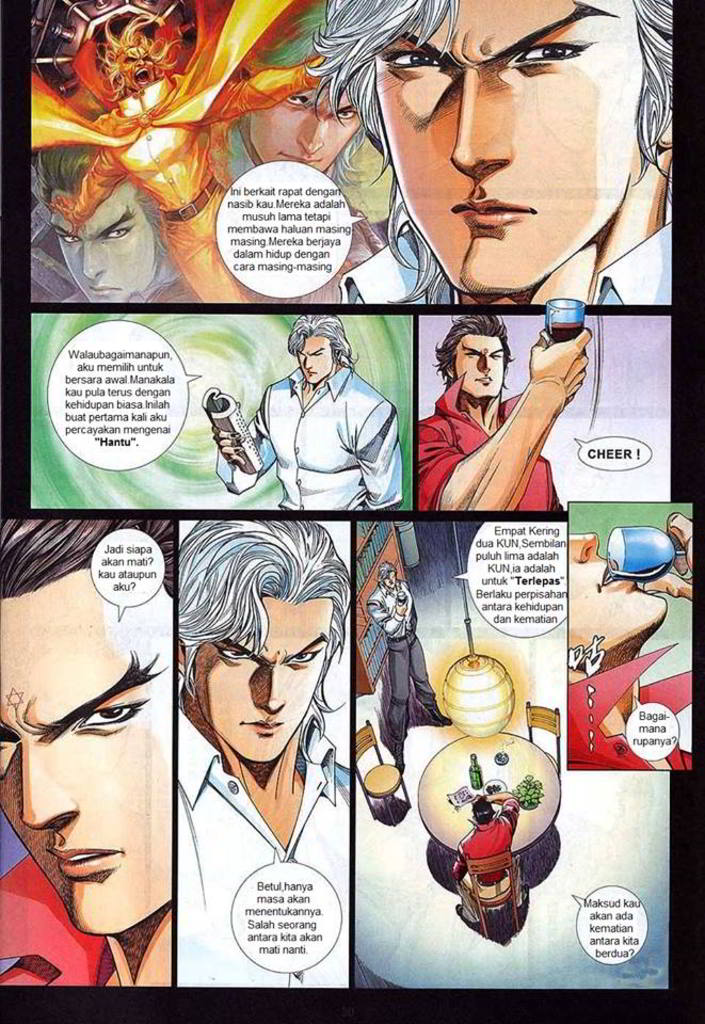 Ini berkait rapat dengan
nasib kau.Mereka adalah
musuh lama tetapi
membawa haluan masing
masing.Mereka berjaya
dalam hidup dengan
cara masing-masing
Walaubagaimanapun,
aku memilih untuk
bersara awal.Manakala
kau pula terus dengan
kehidupan biasa.Inilah
buat pertama kali aku
percayakan mengenai
"Hantu".
CHEER !
Jadi siapa
akan mati?
kau ataupun
aku?
Betul,hanya
masa akan
menentukannya.
Salah seorang
antara kita akan
mati nanti.
Empat Kering
dua KUN,Sembilan
puluh lima adalah
KUN,ia adalah
untuk "Terlepas"
Berlaku perpisahan
antara kehidupan
dan kematian
Bagai-
mana
rupanya?
Maksud kau
akan ada
kematian
antara kita
berdua?